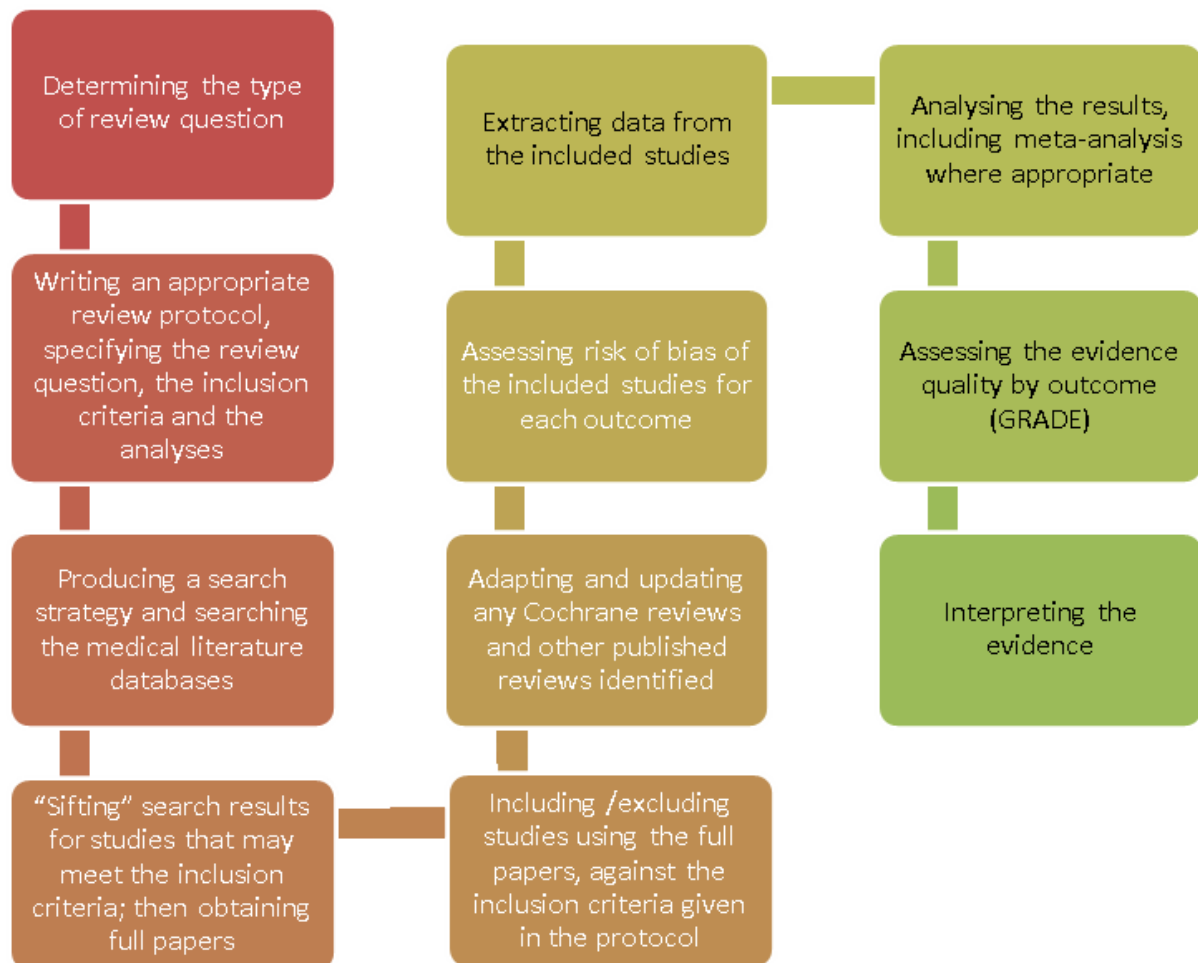 Determining the type
of review question
Writing an appropriate
review protocol,
specifying the review
question, the inclusion
criteria and the
analyses
Producing a search
strategy and searching
the medical literature
databases
“Sifting” search results
for studies that may
meet the inclusion
criteria; then obtaining
full papers
Including /excluding
studies using the full
papers, against the
inclusion criteria given
in the protocol
Adapting and updating
any Cochrane reviews
and other published
reviews identified
Assessing risk of bias of
the included studies for
each outcome
Extracting data from
the included studies
Analysing the results,
including meta-analysis
where appropriate
Assessing the evidence
quality by outcome
(GRADE)
Interpreting the
evidence